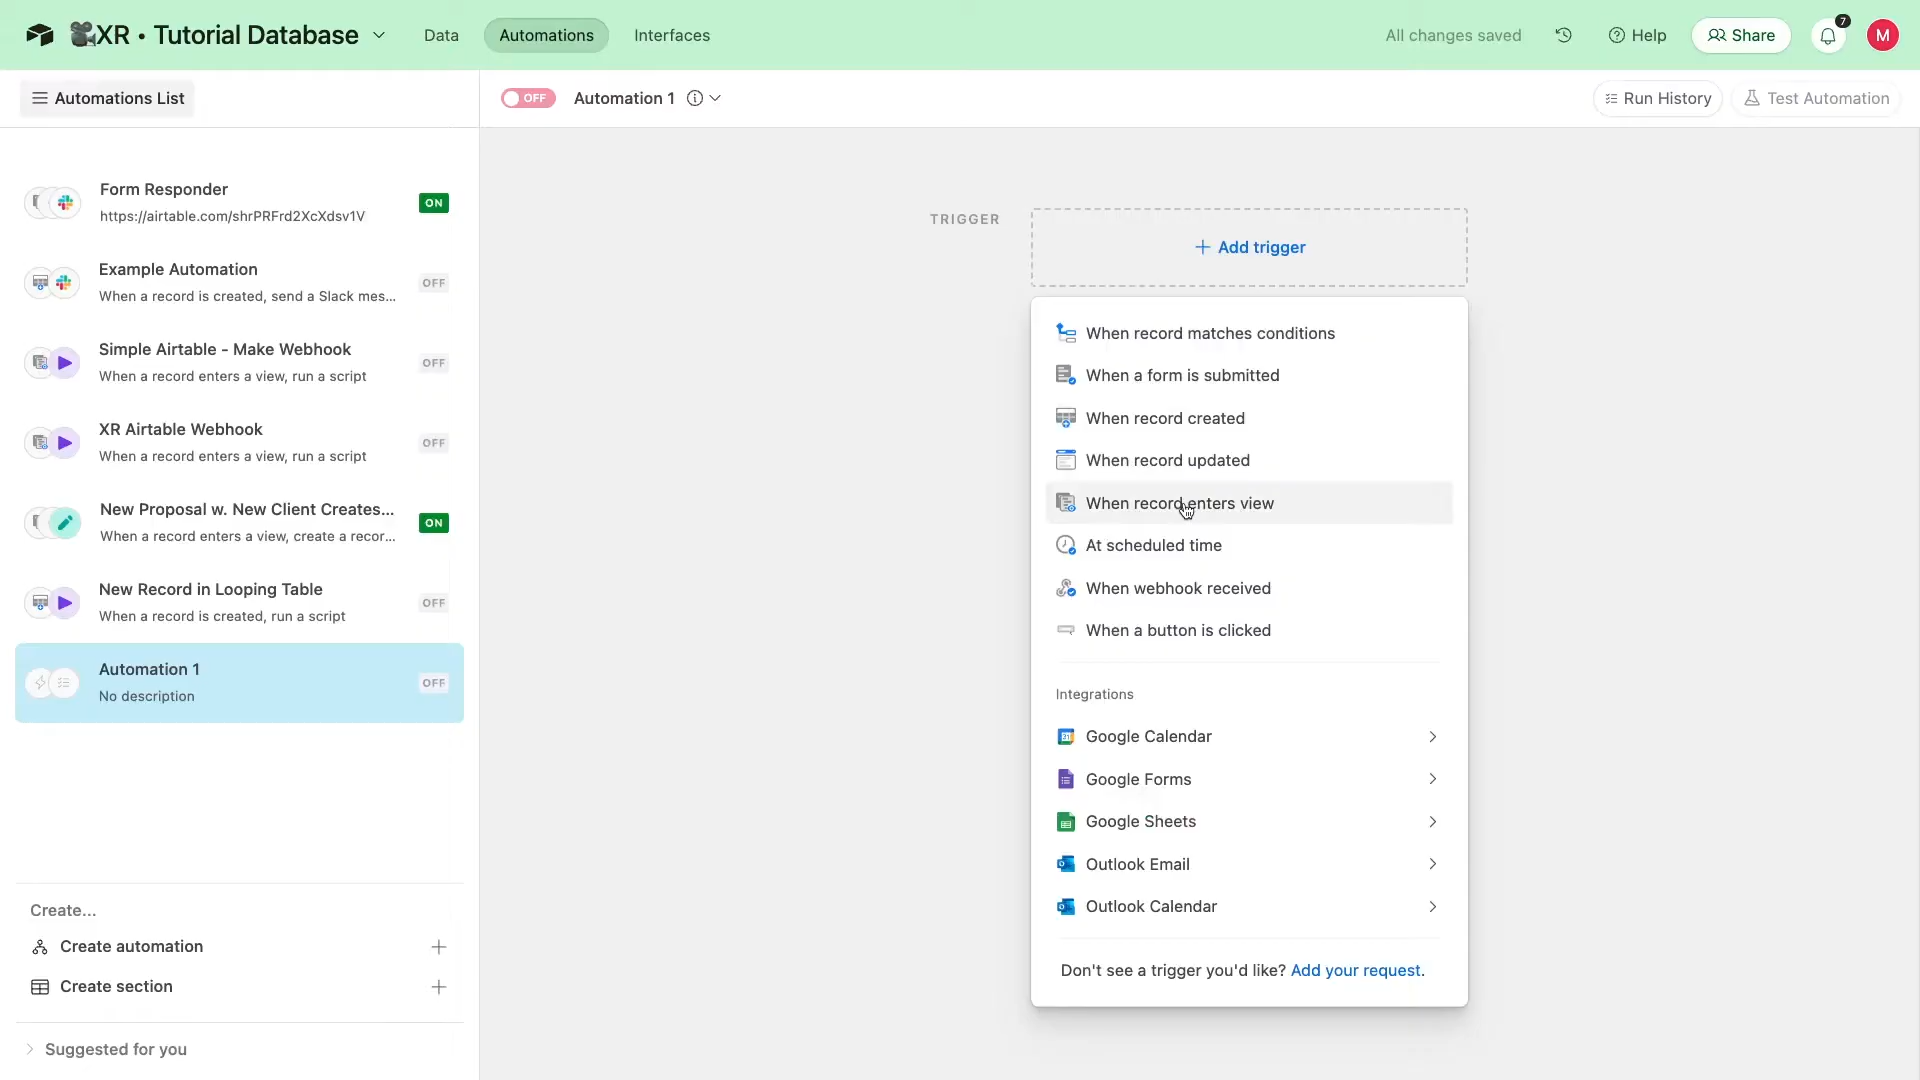 XR • Tutorial Database
Data
Automations
Interfaces
All changes saved
Help
Share
7
M
Automations List
OFF
Automation 1
Run History
Test Automation
Form Responder
https://airtable.com/shrPRFrd2XcXdsv1V
ON
Example Automation
When a record is created, send a Slack mes...
OFF
Simple Airtable - Make Webhook
When a record enters a view, run a script
OFF
XR Airtable Webhook
When a record enters a view, run a script
OFF
New Proposal w. New Client Creates...
When a record enters a view, create a recor...
ON
New Record in Looping Table
When a record is created, run a script
OFF
Automation 1
No description
OFF
Create...
Create automation
Create section
Suggested for you
TRIGGER
Add trigger
When record matches conditions
When a form is submitted
When record created
When record updated
When record enters view
At scheduled time
When webhook received
When a button is clicked
Integrations
Google Calendar
Google Forms
Google Sheets
Outlook Email
Outlook Calendar
Don't see a trigger you'd like? Add your request.